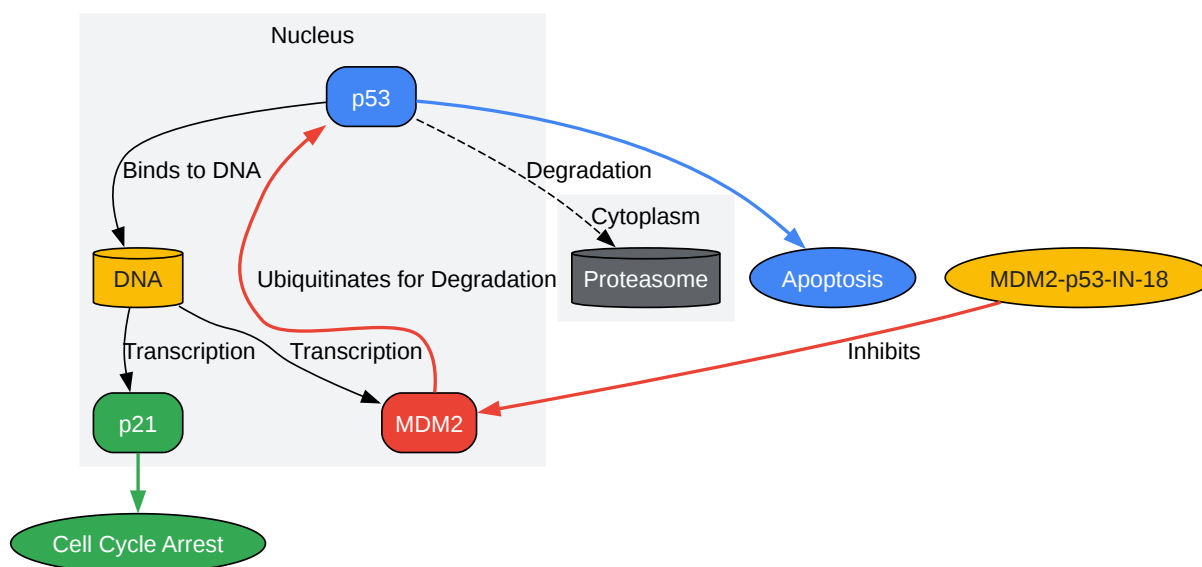 Nucleus
p53
Binds to DNA
Degradation
Cytoplasm
DNA
Ubiquitinates for Degradation
Proteasome
Apoptosis
MDM2-p53-IN-18
Transcription
Transcription
Inhibits
p21
MDM2
Cell Cycle Arrest